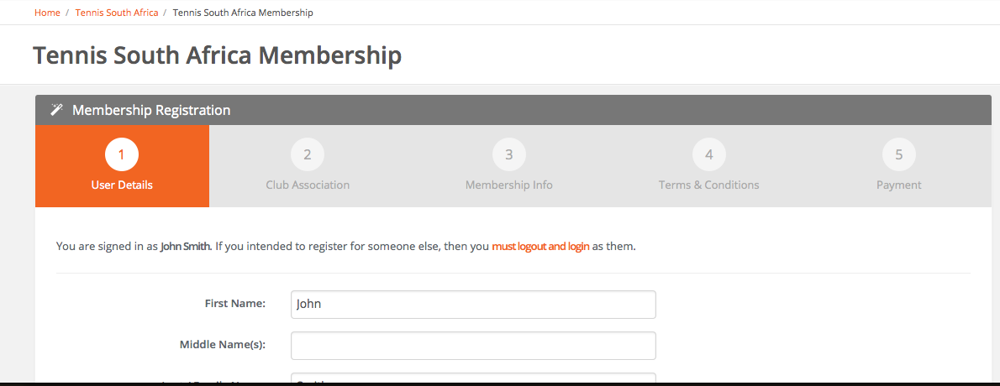 Home / Tennis South Africa / Tennis South Africa Membership
Tennis South Africa Membership
Membership Registration
1 2 3 4 5
User Details Club Association Membership Info Terms & Conditions Payment
You are signed in as John Smith. If you intended to register for someone else, then you must logout and login as them.
First Name: John
Middle Name(s):